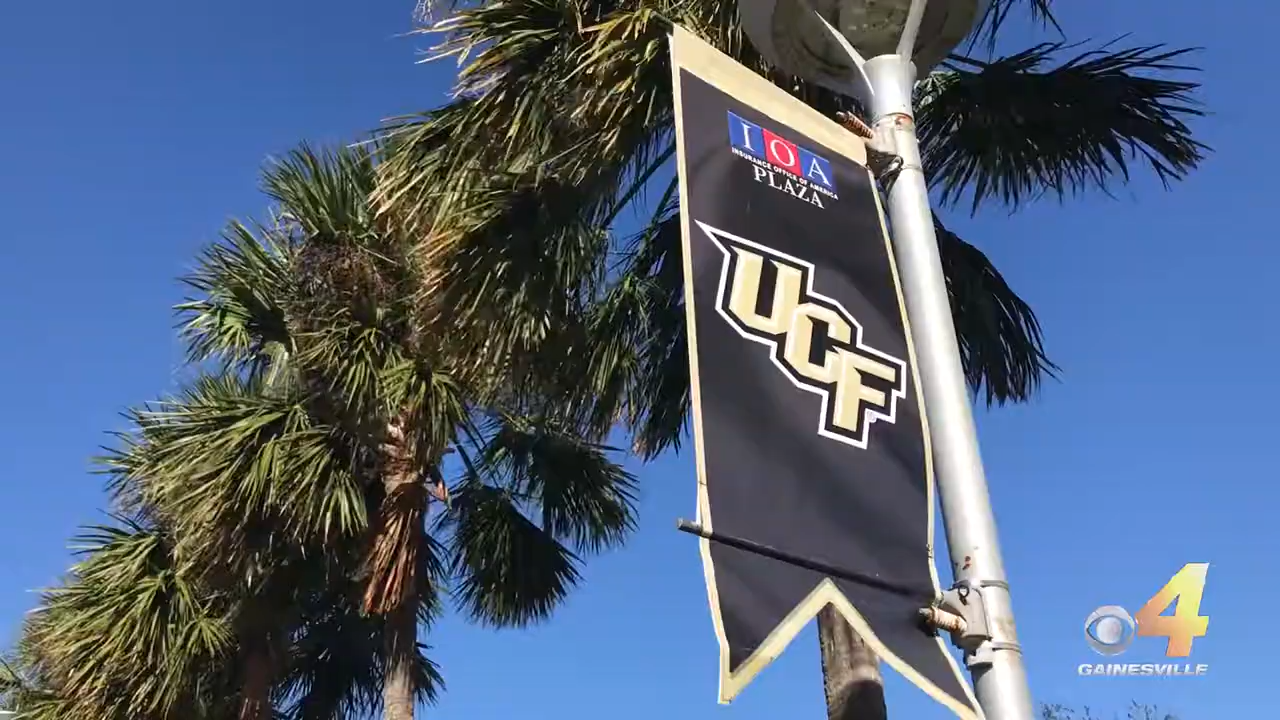 IOA
INSURANCE OFFICE OF AMERICA
PLAZA
UCF
4
GAINESVILLE